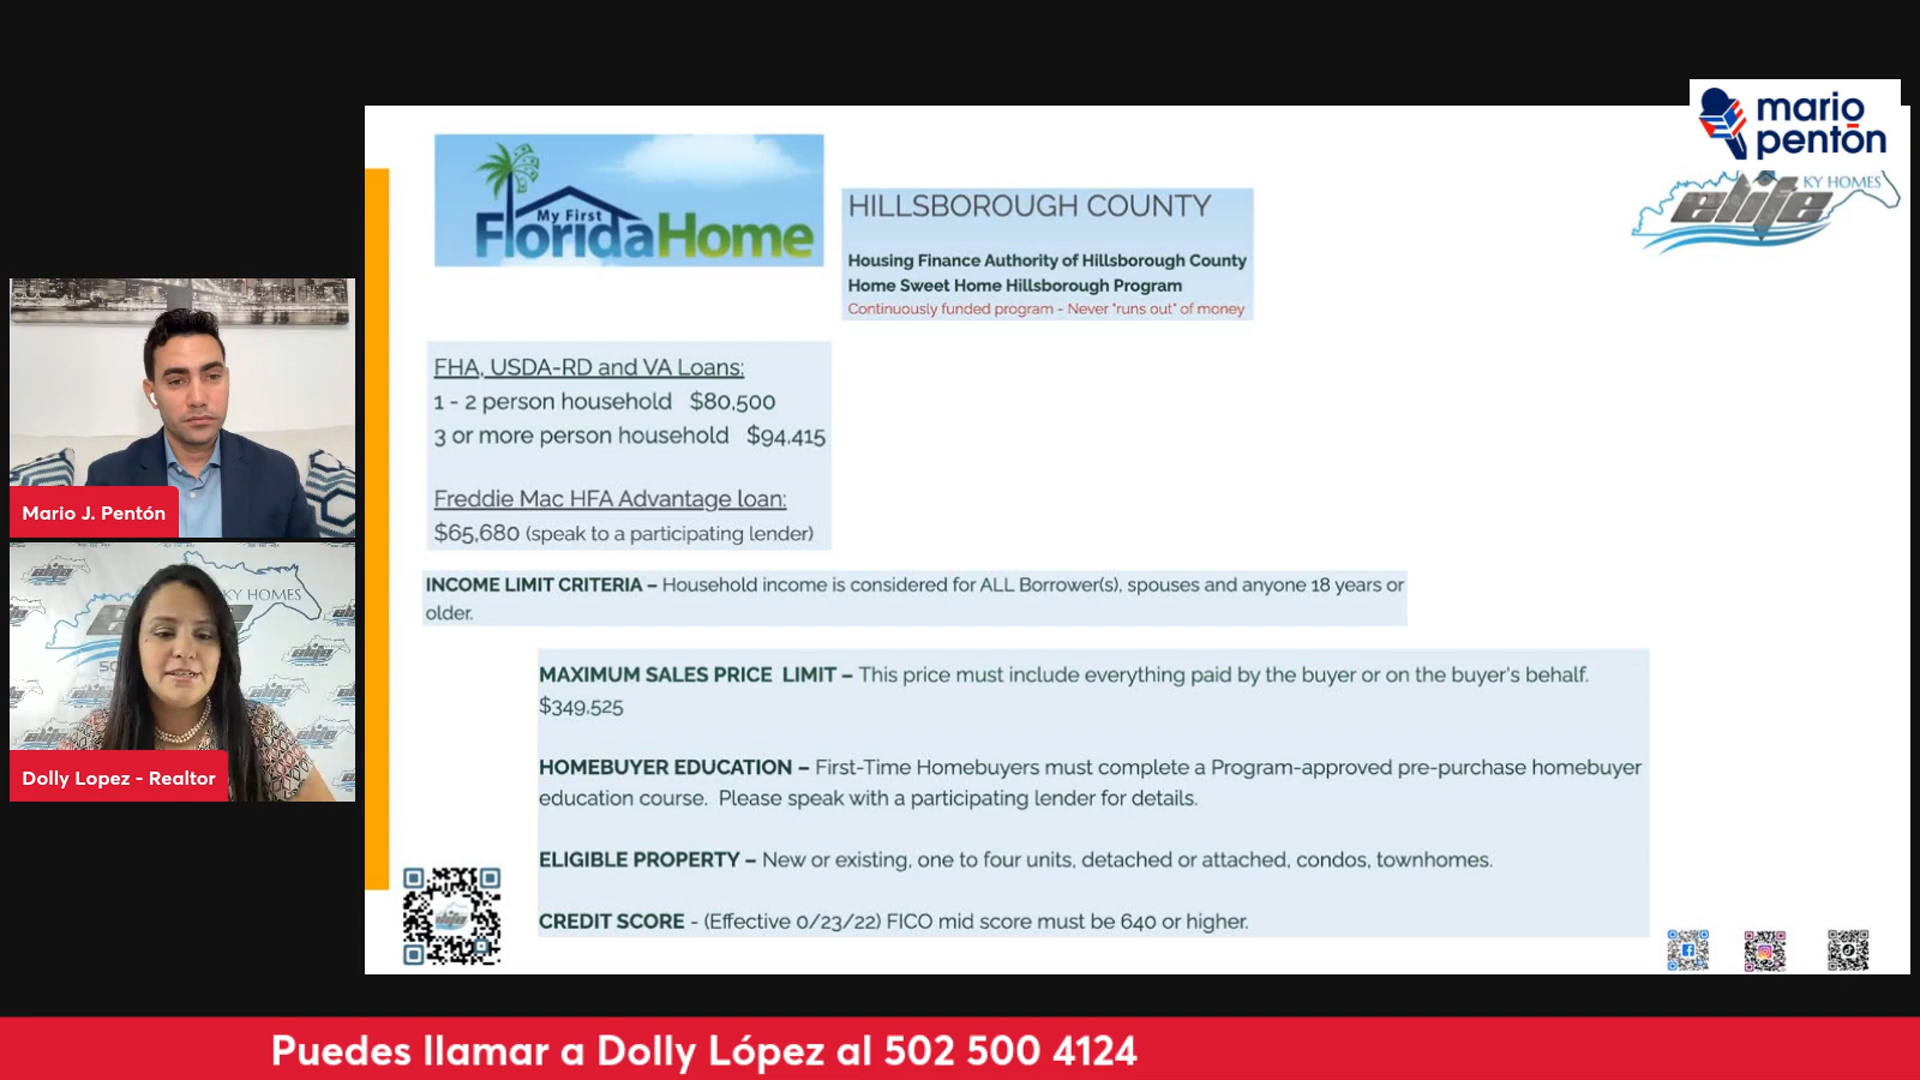 mario
pentón
elife KY HOMES
My First
FloridaHome
HILLSBOROUGH COUNTY
Housing Finance Authority of Hillsborough County
Home Sweet Home Hillsborough Program
Continuously funded program - Never "runs out" of money
FHA, USDA-RD and VA Loans:
1 - 2 person household $80,500
3 or more person household $94,415
Freddie Mac HFA Advantage loan:
$65,680 (speak to a participating lender)
INCOME LIMIT CRITERIA – Household income is considered for ALL Borrower(s), spouses and anyone 18 years or
older.
MAXIMUM SALES PRICE LIMIT – This price must include everything paid by the buyer or on the buyer's behalf.
$349,525
HOMEBUYER EDUCATION – First-Time Homebuyers must complete a Program-approved pre-purchase homebuyer
education course. Please speak with a participating lender for details.
ELIGIBLE PROPERTY – New or existing, one to four units, detached or attached, condos, townhomes.
CREDIT SCORE - (Effective 0/23/22) FICO mid score must be 640 or higher.
Mario J. Pentón
KY HOMES
Dolly Lopez - Realtor
Puedes llamar a Dolly López al 502 500 4124